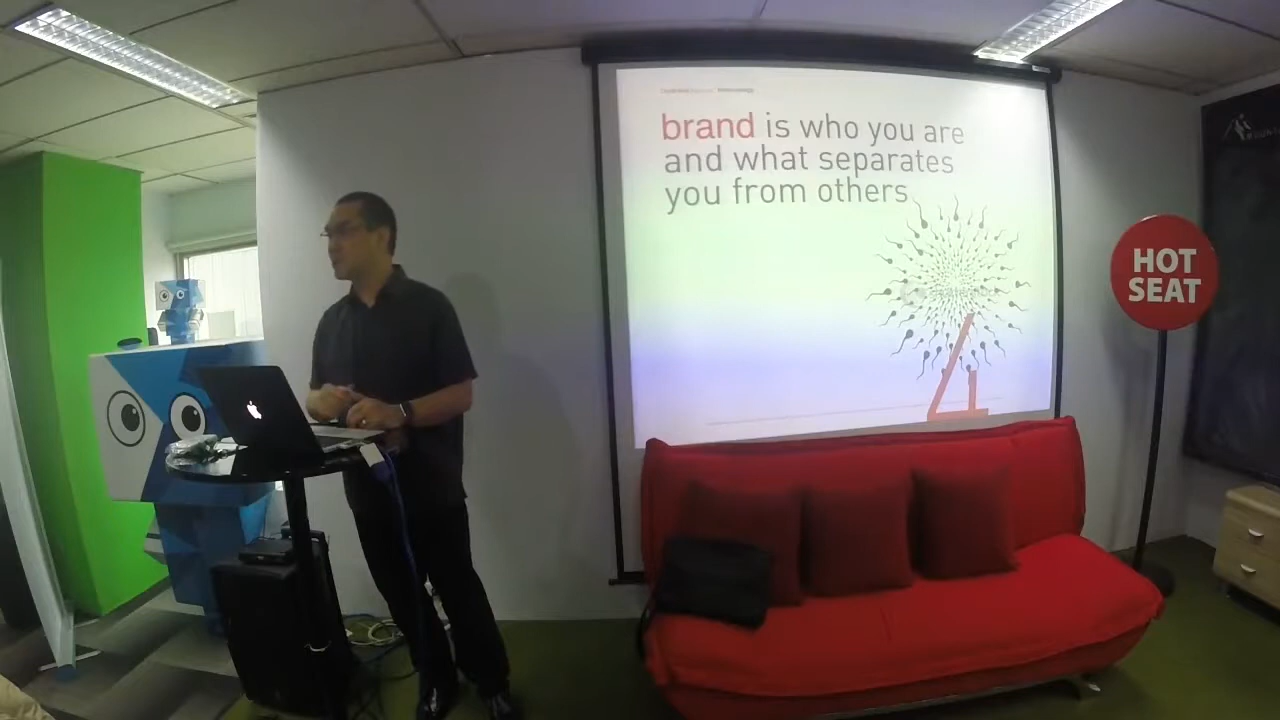 brand is who you are
and what separates
you from others
HOT
SEAT